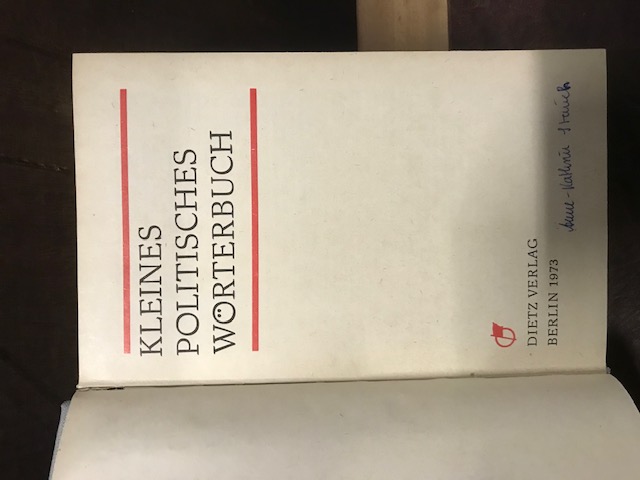 KLEINES
POLITISCHES
WÖRTERBUCH
DIETZ VERLAG
BERLIN 1973